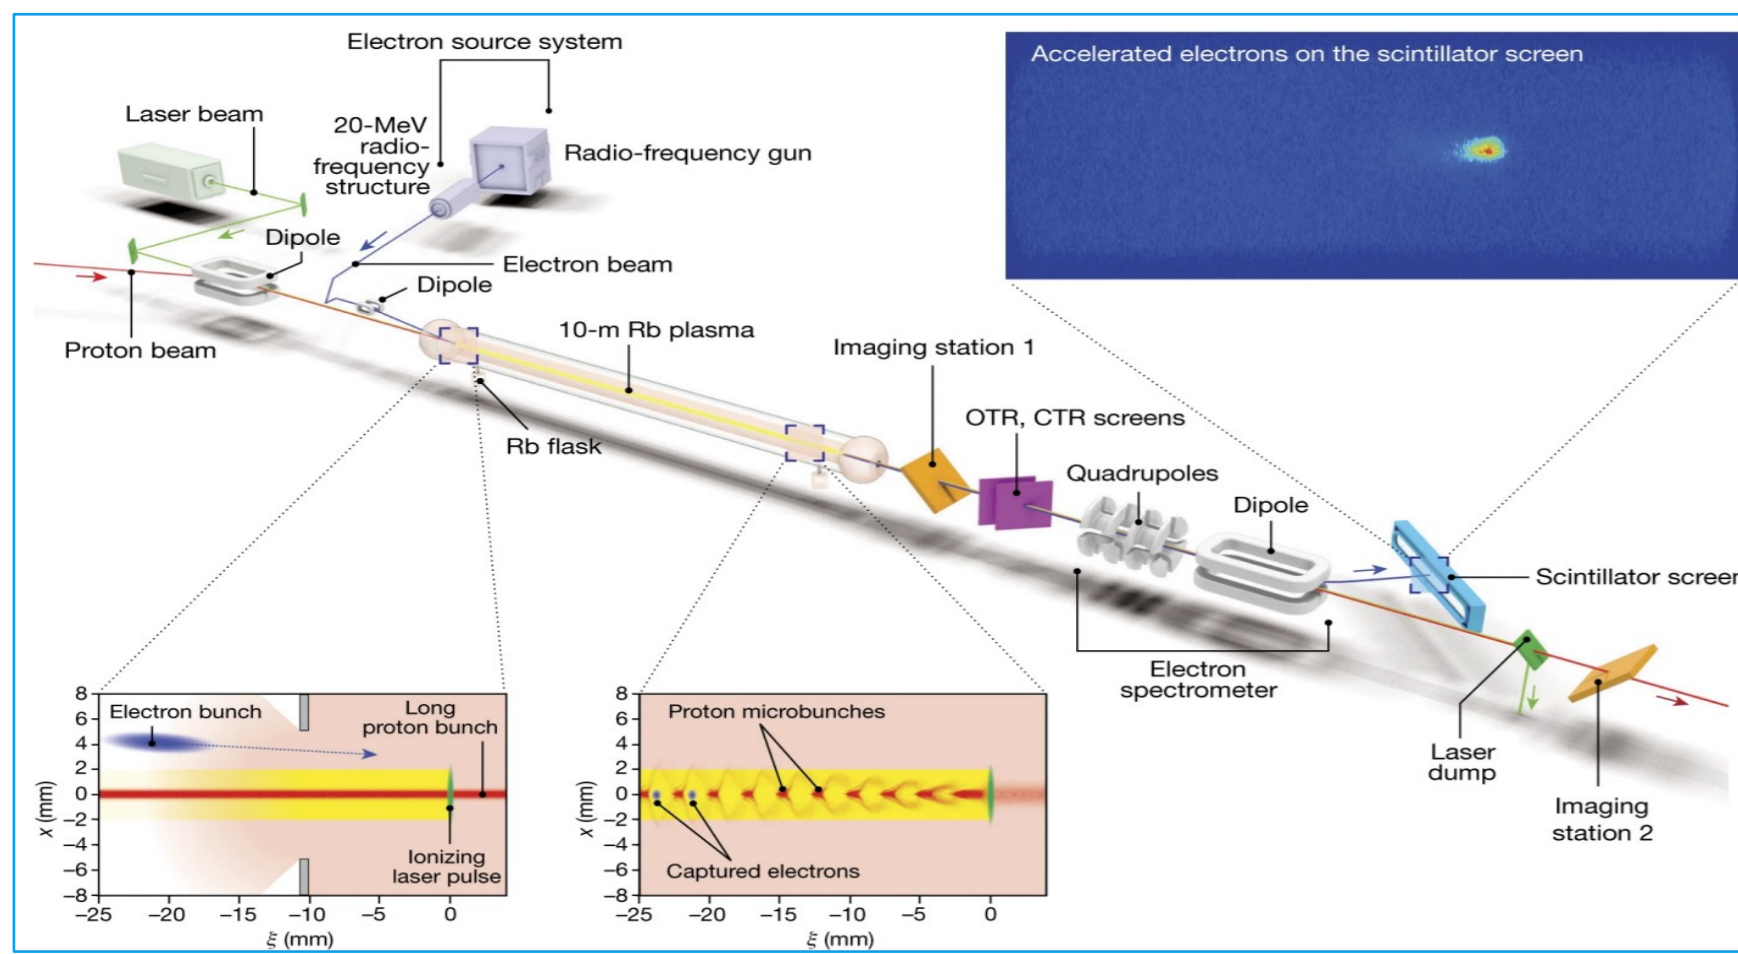 Electron source system
Accelerated electrons on the scintillator screen
Laser beam
20-MeV
radio-
frequency
structure
Radio-frequency gun
Dipole
Electron beam
Dipole
Proton beam
10-m Rb plasma
Imaging station 1
Rb flask
OTR, CTR screens
Quadrupoles
Dipole
Scintillator screen
Electron
spectrometer
Laser
dump
Imaging
station 2
8
6
4
2
0
−2
−4
−6
−8
x (mm)
Electron bunch
Long
proton bunch
Ionizing
laser pulse
−25
−20
−15
−10
−5
0
ξ (mm)
8
6
4
2
0
−2
−4
−6
−8
x (mm)
Proton microbunches
Captured electrons
−25
−20
−15
−10
−5
0
ξ (mm)